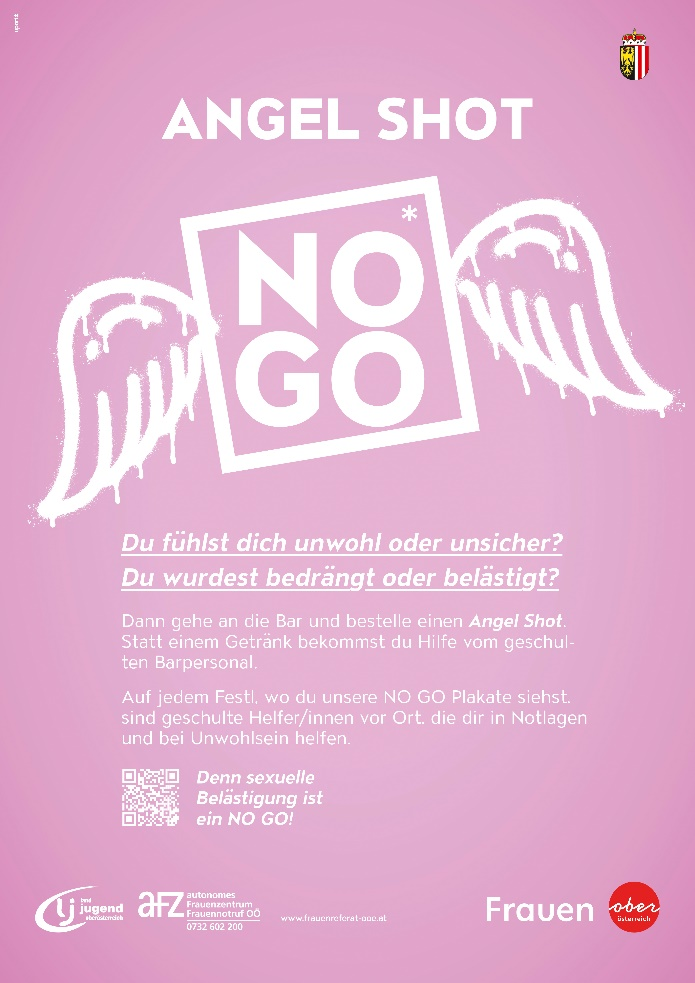 ANGEL SHOT
*
NO
GO
Du fühlst dich unwohl oder unsicher?
Du wurdest bedrängt oder belästigt?
Dann gehe an die Bar und bestelle einen Angel Shot.
Statt einem Getränk bekommst du Hilfe vom geschul-
ten Barpersonal.
Auf jedem Festl, wo du unsere NO GO Plakate siehst,
sind geschulte Helfer/innen vor Ort, die dir in Notlagen
und bei Unwohlsein helfen.
Denn sexuelle
Belästigung ist
ein NO GO!
lj land
jugend
oberösterreich
aFZ autonomes
Frauenzentrum
Frauennotruf OÖ
0732 602 200
www.frauenreferat-ooe.at
Frauen
ober
österreich